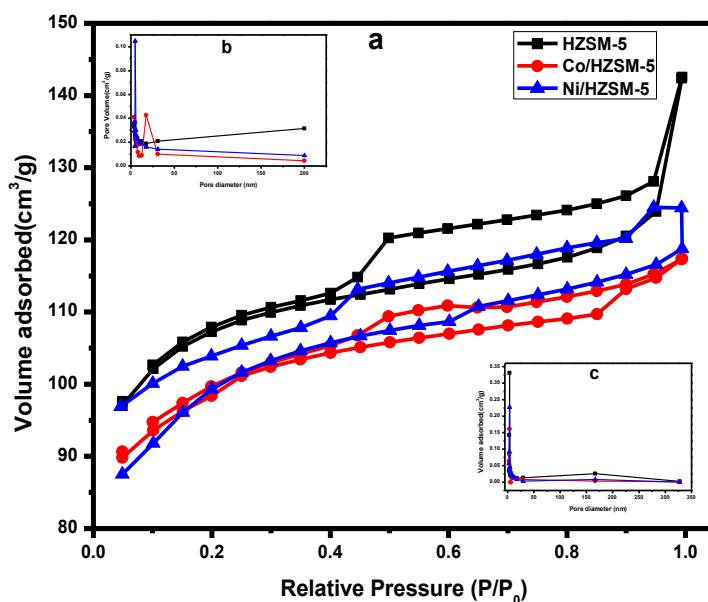 a
HZSM-5
Co/HZSM-5
Ni/HZSM-5
Volume adsorbed(cm³/g)
150
140
130
120
110
100
90
80
0.0 0.2 0.4 0.6 0.8 1.0
Relative Pressure (P/P₀)
b
Pore Volume(cm³/g)
0.10
0.08
0.06
0.04
0.02
0.00
0 50 100 150 200
Pore diameter (nm)
c
Volume adsorbed(cm³/g)
0.35
0.30
0.25
0.20
0.15
0.10
0.05
0.00
0 50 100 150 200 250 300 350
Pore diameter (nm)